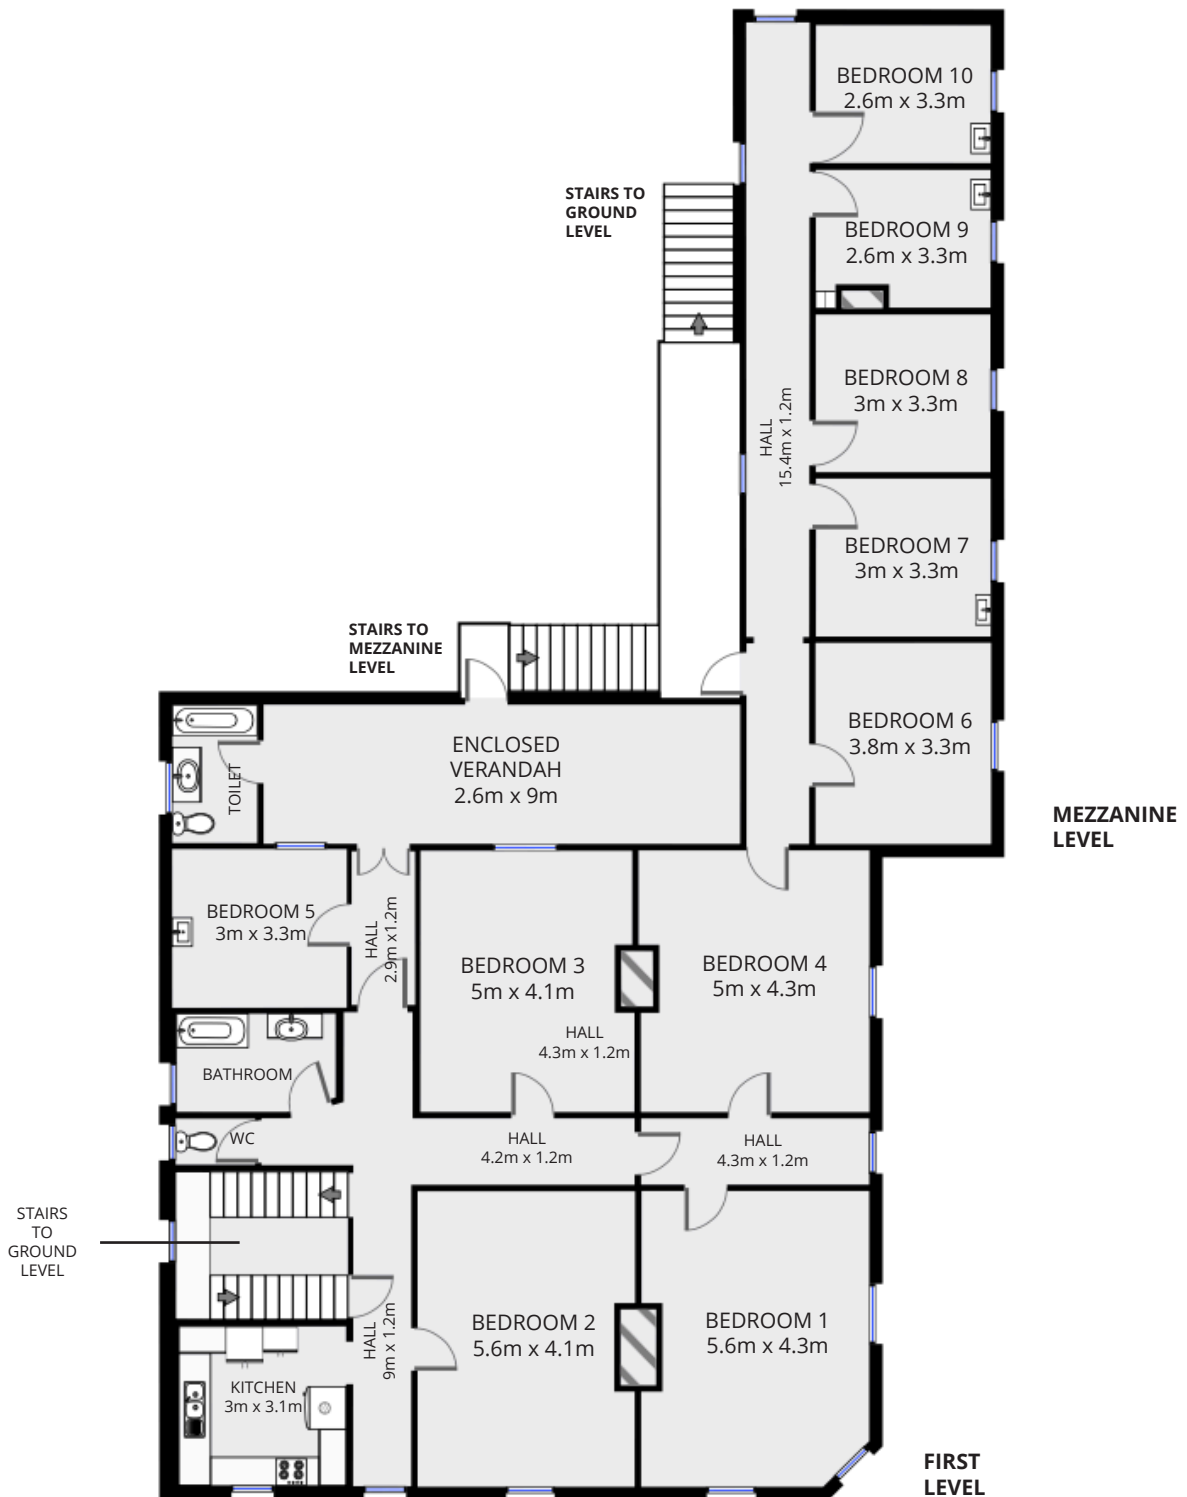 BEDROOM 10
2.6m x 3.3m
STAIRS TO
GROUND
LEVEL
BEDROOM 9
2.6m x 3.3m
BEDROOM 8
3m x 3.3m
HALL
15.4m x 1.2m
BEDROOM 7
3m x 3.3m
STAIRS TO
MEZZANINE
LEVEL
BEDROOM 6
3.8m x 3.3m
ENCLOSED
VERANDAH
2.6m x 9m
TOILET
MEZZANINE
LEVEL
BEDROOM 5
3m x 3.3m
HALL
2.9m x1.2m
BEDROOM 3
5m x 4.1m
BEDROOM 4
5m x 4.3m
HALL
4.3m x 1.2m
BATHROOM
WC
HALL
4.2m x 1.2m
HALL
4.3m x 1.2m
STAIRS
TO
GROUND
LEVEL
HALL
9m x 1.2m
BEDROOM 2
5.6m x 4.1m
BEDROOM 1
5.6m x 4.3m
KITCHEN
3m x 3.1m
FIRST
LEVEL